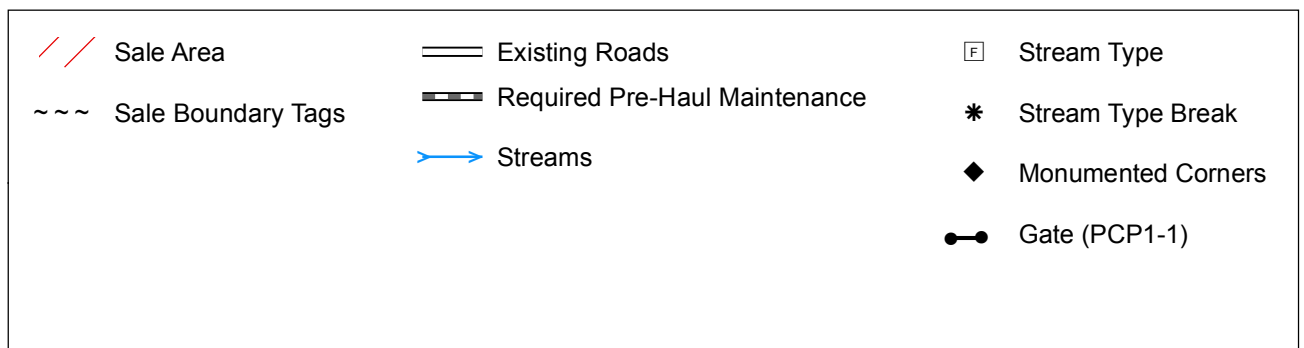 Sale Area
Sale Boundary Tags
Existing Roads
Required Pre-Haul Maintenance
Streams
F Stream Type
Stream Type Break
Monumented Corners
Gate (PCP1-1)